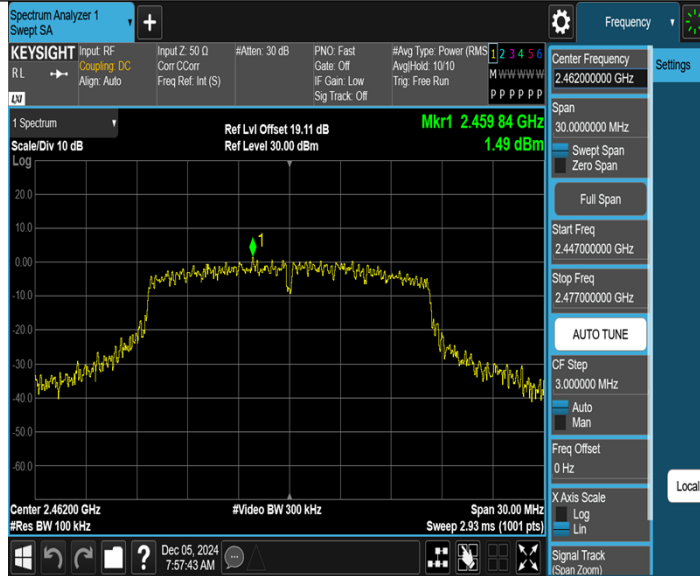 Spectrum Analyzer 1
Swept SA
Frequency
KEYSIGHT
RL
LXI
Input: RF
Coupling: DC
Align: Auto
Input Z: 50 Ω
Corr CCorr
Freq Ref: Int (S)
#Atten: 30 dB
PNO: Fast
Gate: Off
IF Gain: Low
Sig Track: Off
#Avg Type: Power (RMS
Avg|Hold: 10/10
Trig: Free Run
1 2 3 4 5 6
M W W W W W
P P P P P P
1 Spectrum
Scale/Div 10 dB
Log
Ref Lvl Offset 19.11 dB
Ref Level 30.00 dBm
Mkr1 2.459 84 GHz
1.49 dBm
20.0
10.0
0.00
-10.0
-20.0
-30.0
-40.0
-50.0
-60.0
1
Center 2.46200 GHz
#Res BW 100 kHz
#Video BW 300 kHz
Span 30.00 MHz
Sweep 2.93 ms (1001 pts)
Dec 05, 2024
7:57:43 AM
Center Frequency
2.462000000 GHz
Settings
Span
30.0000000 MHz
Swept Span
Zero Span
Full Span
Start Freq
2.447000000 GHz
Stop Freq
2.477000000 GHz
AUTO TUNE
CF Step
3.000000 MHz
Auto
Man
Freq Offset
0 Hz
Local
X Axis Scale
Log
Lin
Signal Track
(Span Zoom)